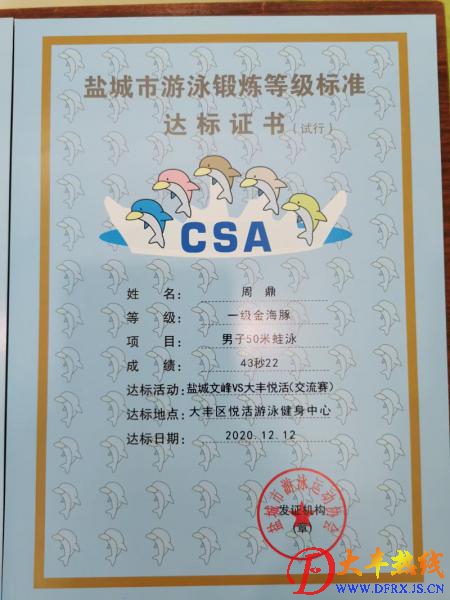 盐城市游泳锻炼等级标准
达标证书（试行）
CSA
姓名：周鼎
等级：一级金海豚
项目：男子50米蛙泳
成绩：43秒22
达标活动：盐城文峰VS大丰悦活(交流赛)
达标地点：大丰区悦活游泳健身中心
达标日期：2020.12.12
盐城市游泳运动协会
发证机构
(章)
大丰热线
WWW.DFRX.JS.CN